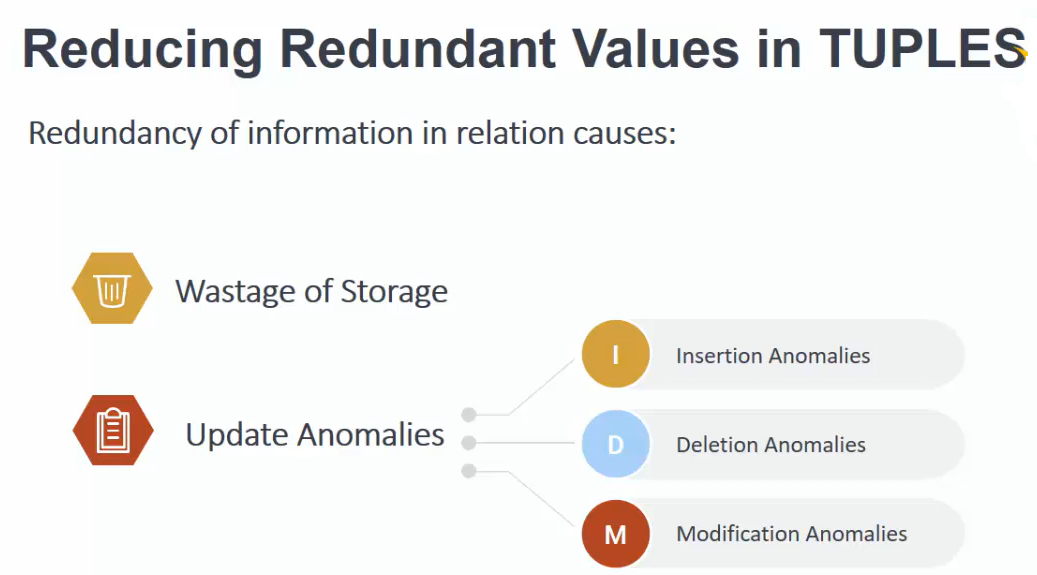 Reducing Redundant Values in TUPLES
Redundancy of information in relation causes:
Wastage of Storage
Update Anomalies
I
Insertion Anomalies
D
Deletion Anomalies
M
Modification Anomalies